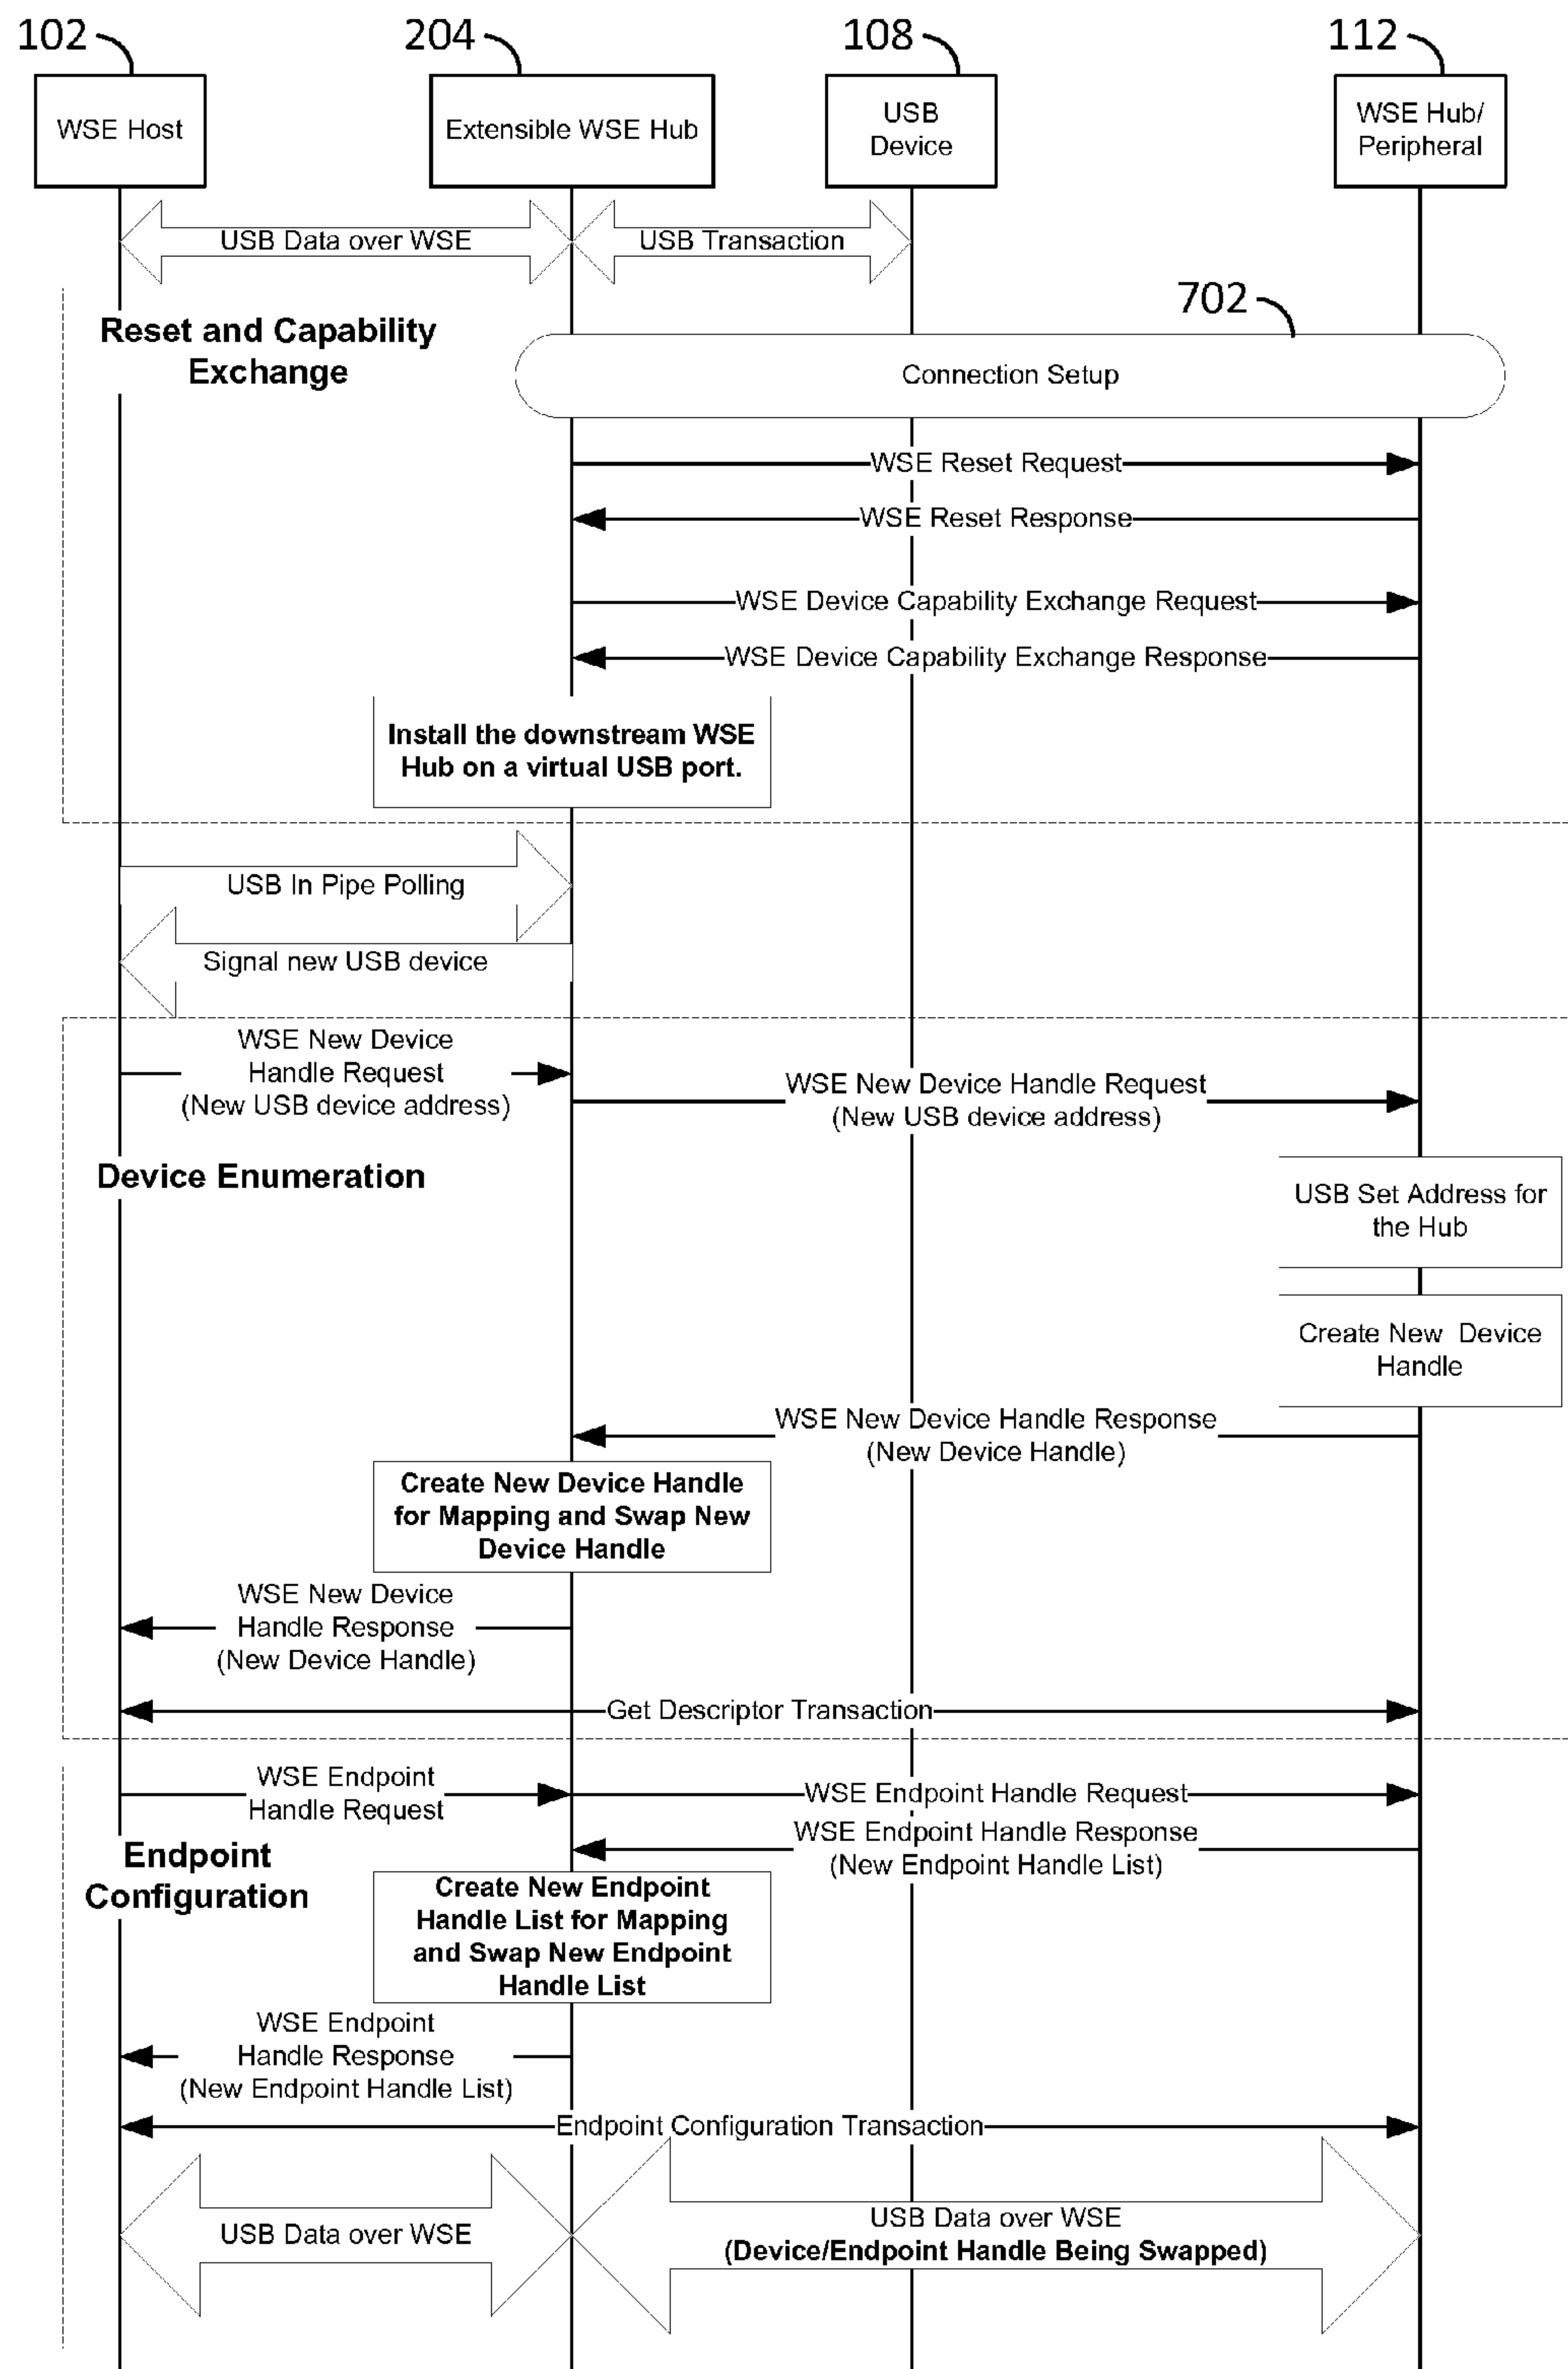 102
204
108
112
WSE Host
Extensible WSE Hub
USB
Device
WSE Hub/
Peripheral
USB Data over WSE
USB Transaction
702
Reset and Capability
Exchange
Connection Setup
WSE Reset Request
WSE Reset Response
WSE Device Capability Exchange Request
WSE Device Capability Exchange Response
Install the downstream WSE
Hub on a virtual USB port.
USB In Pipe Polling
Signal new USB device
WSE New Device
Handle Request
(New USB device address)
WSE New Device Handle Request
(New USB device address)
Device Enumeration
USB Set Address for
the Hub
Create New Device
Handle
WSE New Device Handle Response
(New Device Handle)
Create New Device Handle
for Mapping and Swap New
Device Handle
WSE New Device
Handle Response
(New Device Handle)
Get Descriptor Transaction
WSE Endpoint
Handle Request
WSE Endpoint Handle Request
WSE Endpoint Handle Response
(New Endpoint Handle List)
Endpoint
Configuration
Create New Endpoint
Handle List for Mapping
and Swap New Endpoint
Handle List
WSE Endpoint
Handle Response
(New Endpoint Handle List)
Endpoint Configuration Transaction
USB Data over WSE
USB Data over WSE
(Device/Endpoint Handle Being Swapped)